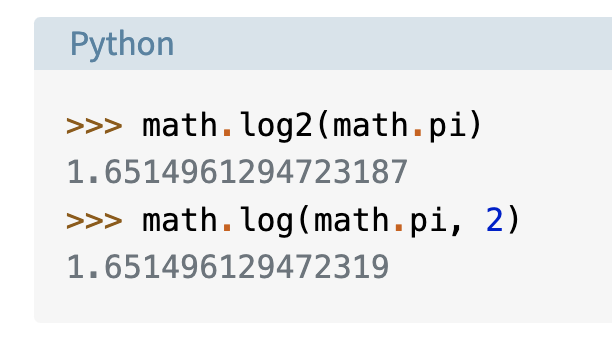 Python
>>> math.log2(math.pi)
1.6514961294723187
>>> math.log(math.pi, 2)
1.651496129472319